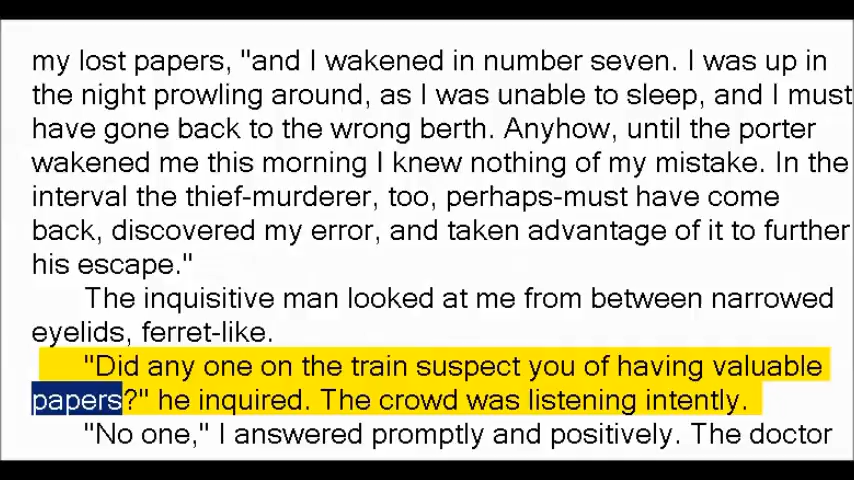 my lost papers, "and I wakened in number seven. I was up in
the night prowling around, as I was unable to sleep, and I must
have gone back to the wrong berth. Anyhow, until the porter
wakened me this morning I knew nothing of my mistake. In the
interval the thief-murderer, too, perhaps-must have come
back, discovered my error, and taken advantage of it to further
his escape."
The inquisitive man looked at me from between narrowed
eyelids, ferret-like.
"Did any one on the train suspect you of having valuable
papers?" he inquired. The crowd was listening intently.
"No one," I answered promptly and positively. The doctor